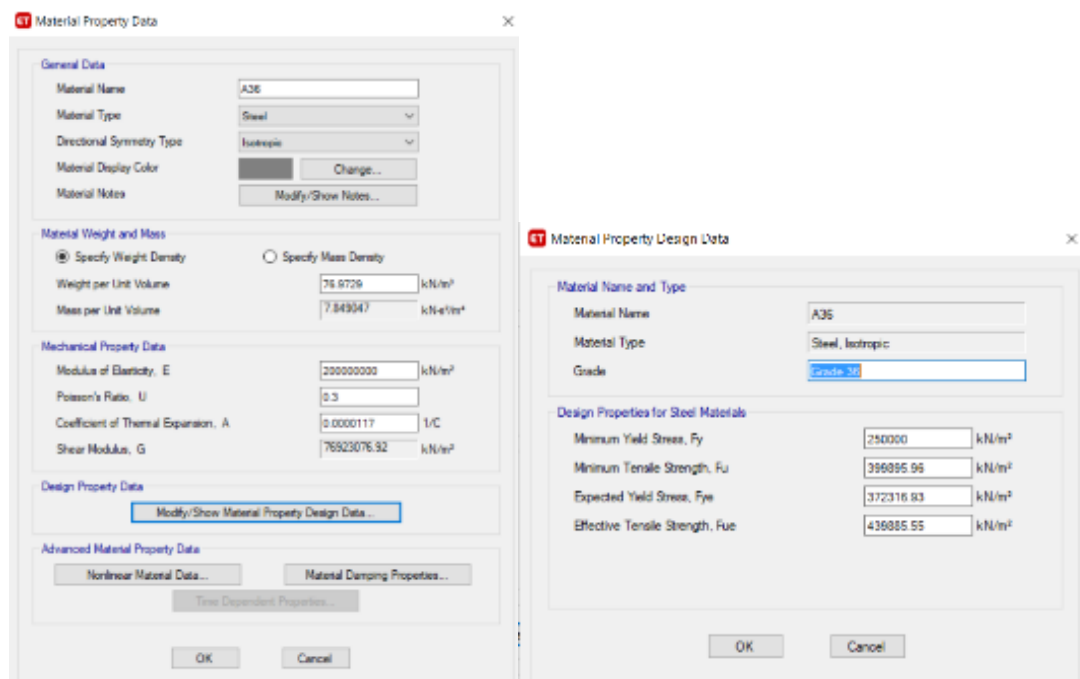 ET Material Property Data
General Data
Material Name A36
Material Type Steel
Directional Symmetry Type Isotropic
Material Display Color Change...
Material Notes Modify/Show Notes...
Material Weight and Mass
Specify Weight Density Specify Mass Density
Weight per Unit Volume 76.9729 kN/m³
Mass per Unit Volume 7.849047 kN-s²/m⁴
Mechanical Property Data
Modulus of Elasticity, E 200000000 kN/m²
Poisson's Ratio, U 0.3
Coefficient of Thermal Expansion, A 0.0000117 1/C
Shear Modulus, G 76923076.92 kN/m²
Design Property Data
Modify/Show Material Property Design Data...
Advanced Material Property Data
Nonlinear Material Data... Material Damping Properties...
Time Dependent Properties...
OK Cancel
ET Material Property Design Data
Material Name and Type
Material Name A36
Material Type Steel, Isotropic
Grade Grade 36
Design Properties for Steel Materials
Minimum Yield Stress, Fy 250000 kN/m²
Minimum Tensile Strength, Fu 399895.96 kN/m²
Expected Yield Stress, Fye 372316.93 kN/m²
Effective Tensile Strength, Fue 439885.55 kN/m²
OK Cancel